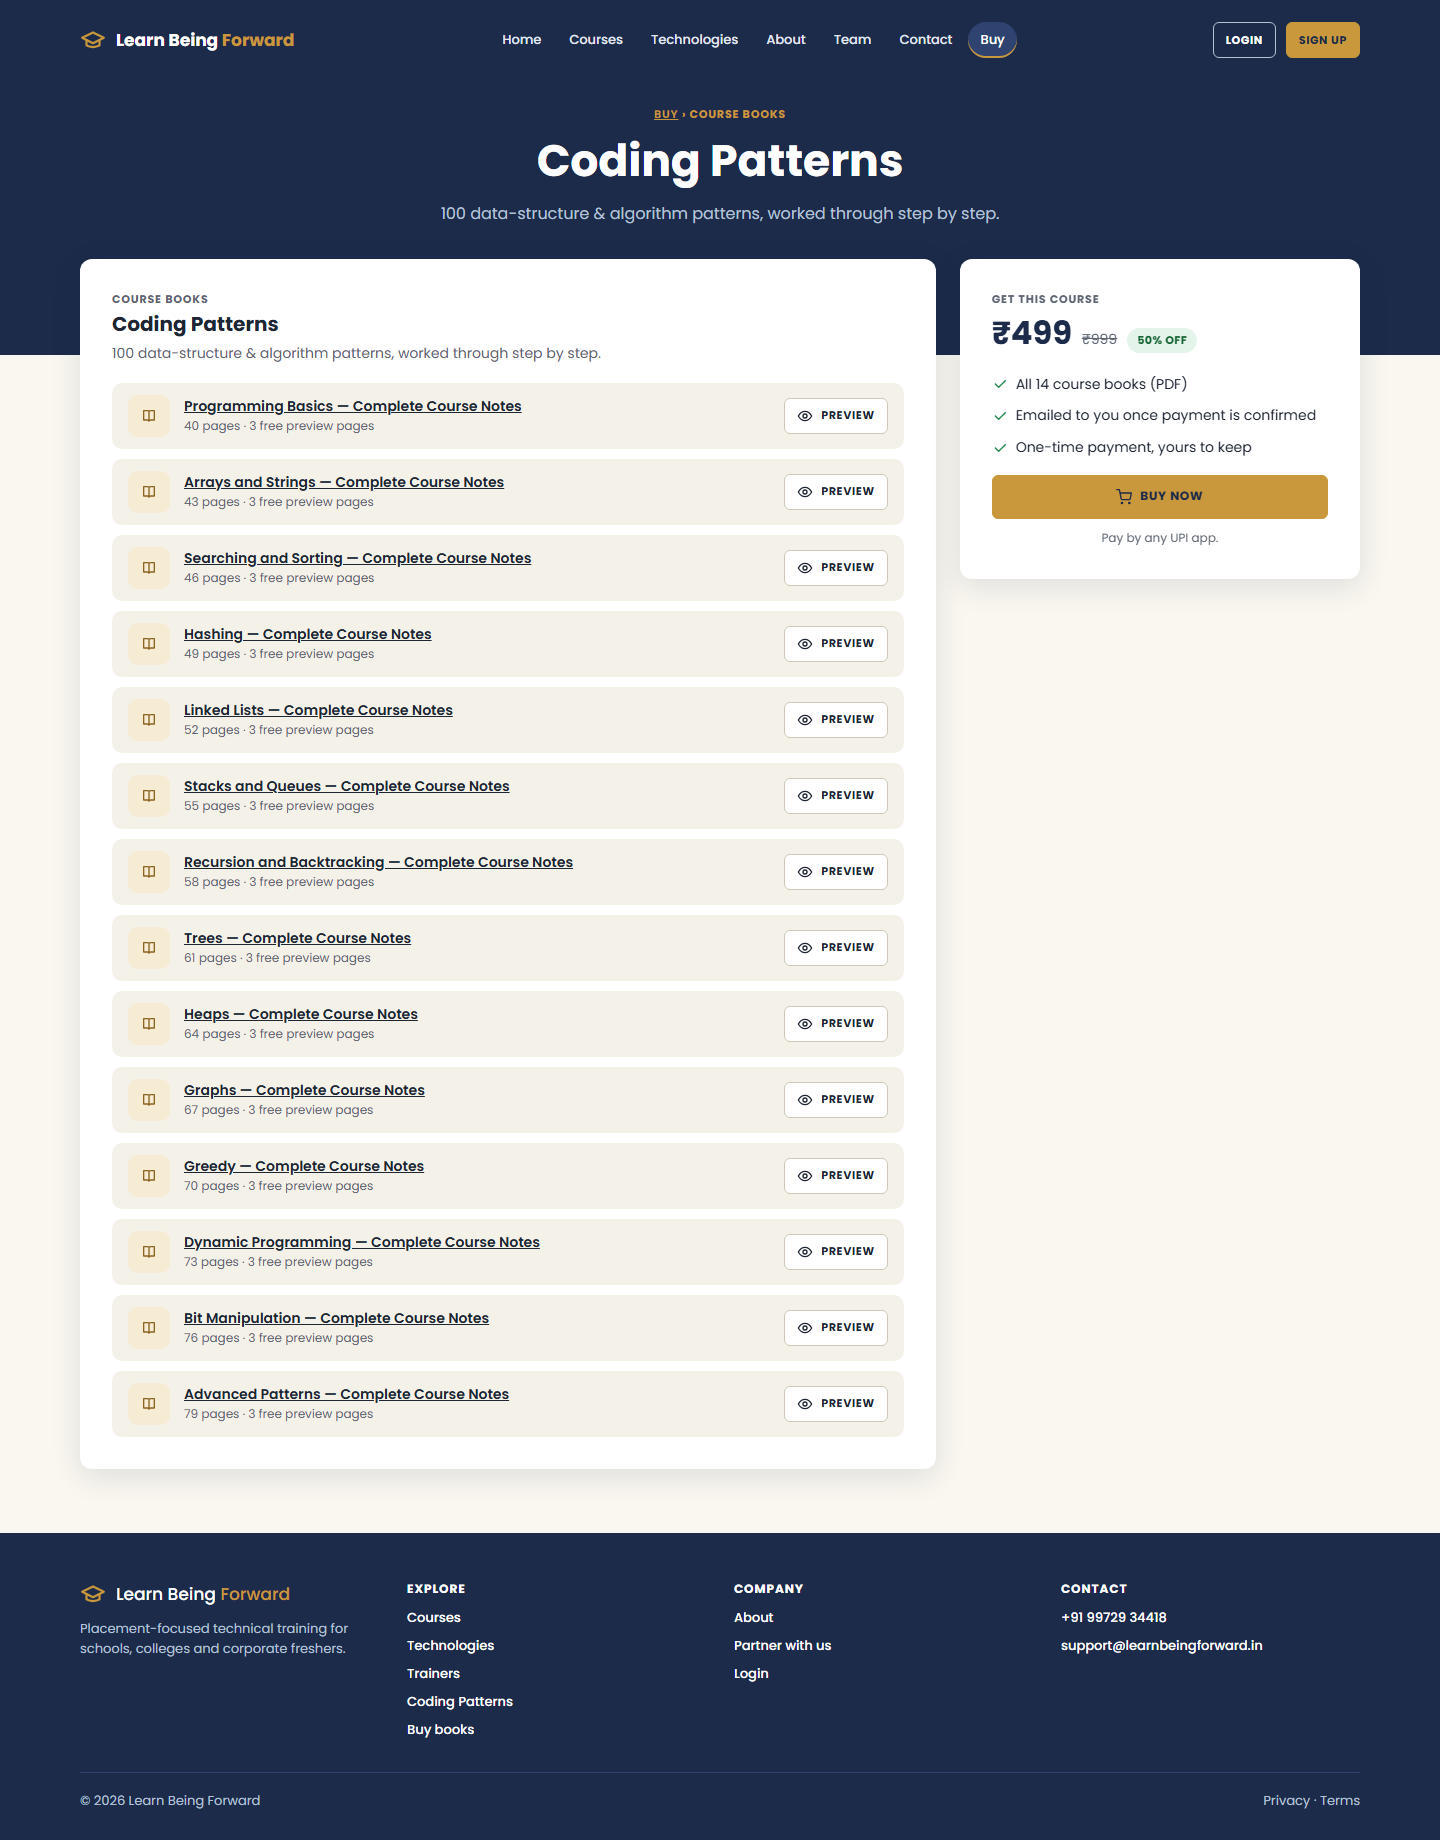 Learn Being Forward
Home Courses Technologies About Team Contact Buy
LOGIN SIGN UP
BUY › COURSE BOOKS
Coding Patterns
100 data-structure & algorithm patterns, worked through step by step.
COURSE BOOKS
Coding Patterns
100 data-structure & algorithm patterns, worked through step by step.
Programming Basics — Complete Course Notes
40 pages · 3 free preview pages
PREVIEW
Arrays and Strings — Complete Course Notes
43 pages · 3 free preview pages
PREVIEW
Searching and Sorting — Complete Course Notes
46 pages · 3 free preview pages
PREVIEW
Hashing — Complete Course Notes
49 pages · 3 free preview pages
PREVIEW
Linked Lists — Complete Course Notes
52 pages · 3 free preview pages
PREVIEW
Stacks and Queues — Complete Course Notes
55 pages · 3 free preview pages
PREVIEW
Recursion and Backtracking — Complete Course Notes
58 pages · 3 free preview pages
PREVIEW
Trees — Complete Course Notes
61 pages · 3 free preview pages
PREVIEW
Heaps — Complete Course Notes
64 pages · 3 free preview pages
PREVIEW
Graphs — Complete Course Notes
67 pages · 3 free preview pages
PREVIEW
Greedy — Complete Course Notes
70 pages · 3 free preview pages
PREVIEW
Dynamic Programming — Complete Course Notes
73 pages · 3 free preview pages
PREVIEW
Bit Manipulation — Complete Course Notes
76 pages · 3 free preview pages
PREVIEW
Advanced Patterns — Complete Course Notes
79 pages · 3 free preview pages
PREVIEW
GET THIS COURSE
₹499 ₹999 50% OFF
All 14 course books (PDF)
Emailed to you once payment is confirmed
One-time payment, yours to keep
BUY NOW
Pay by any UPI app.
Learn Being Forward
Placement-focused technical training for
schools, colleges and corporate freshers.
EXPLORE
Courses
Technologies
Trainers
Coding Patterns
Buy books
COMPANY
About
Partner with us
Login
CONTACT
+91 99729 34418
support@learnbeingforward.in
© 2026 Learn Being Forward
Privacy · Terms